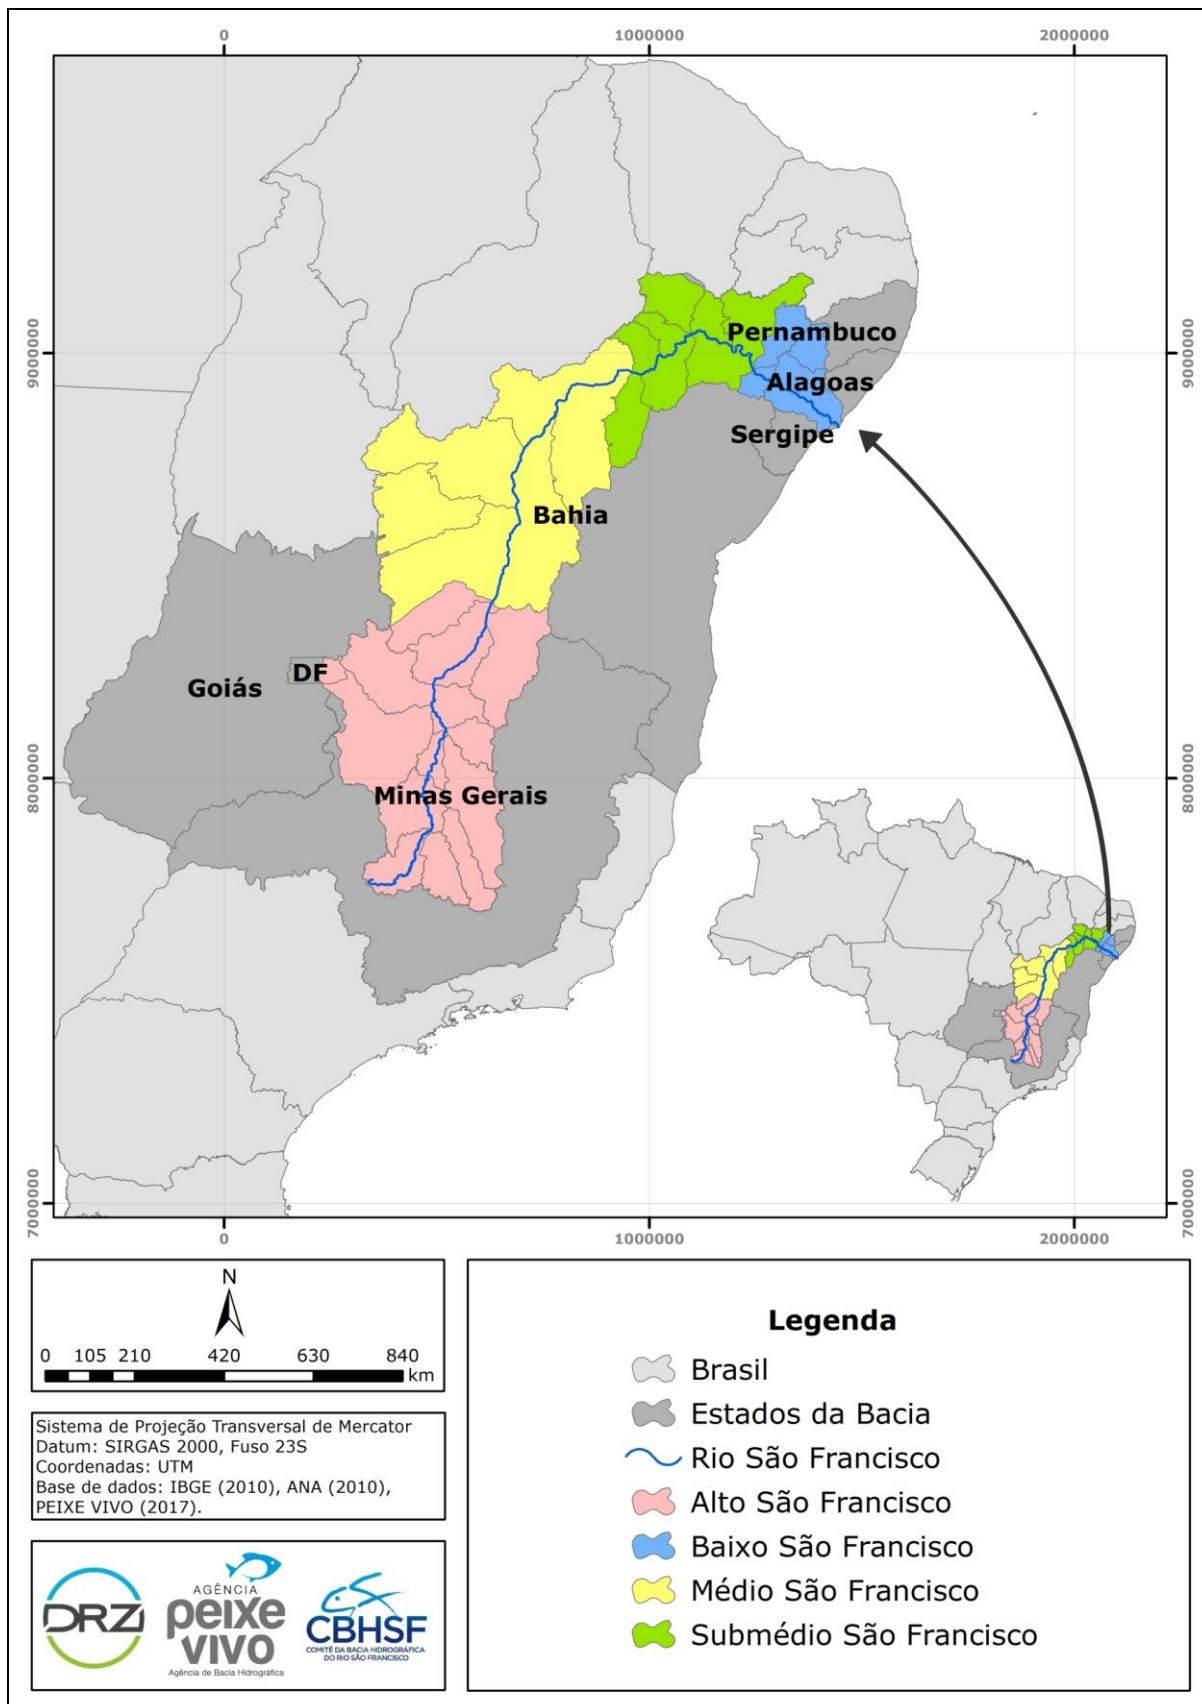 0 1000000 2000000
9000000 9000000
Pernambuco
Alagoas
Sergipe
Bahia
DF
Goiás
8000000 8000000
Minas Gerais
7000000 7000000
0 1000000 2000000
N
0 105 210 420 630 840
km
Sistema de Projeção Transversal de Mercator
Datum: SIRGAS 2000, Fuso 23S
Coordenadas: UTM
Base de dados: IBGE (2010), ANA (2010),
PEIXE VIVO (2017).
DRZ
AGÊNCIA
peixe
vivo
Agência de Bacia Hidrográfica
CBHSF
COMITÊ DA BACIA HIDROGRÁFICA
DO RIO SÃO FRANCISCO
Legenda
Brasil
Estados da Bacia
Rio São Francisco
Alto São Francisco
Baixo São Francisco
Médio São Francisco
Submédio São Francisco